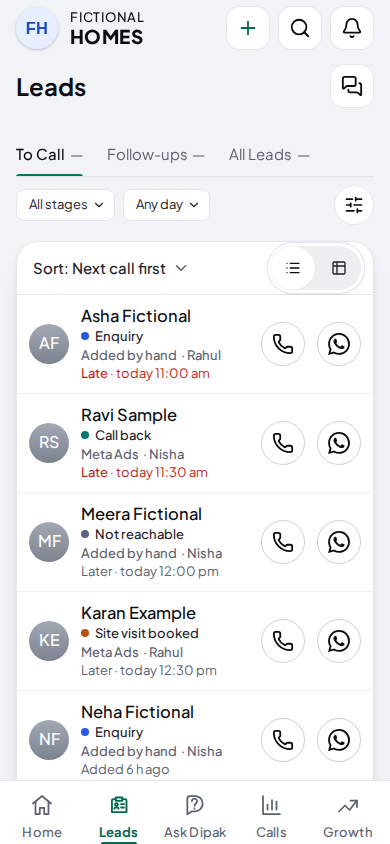 FH
FICTIONAL
HOMES
Leads
To Call —
Follow-ups —
All Leads —
All stages
Any day
Sort: Next call first
AF
Asha Fictional
Enquiry
Added by hand · Rahul
Late · today 11:00 am
RS
Ravi Sample
Call back
Meta Ads · Nisha
Late · today 11:30 am
MF
Meera Fictional
Not reachable
Added by hand · Nisha
Later · today 12:00 pm
KE
Karan Example
Site visit booked
Meta Ads · Rahul
Later · today 12:30 pm
NF
Neha Fictional
Enquiry
Added by hand · Nisha
Added 6 h ago
Home
Leads
Ask Dipak
Calls
Growth